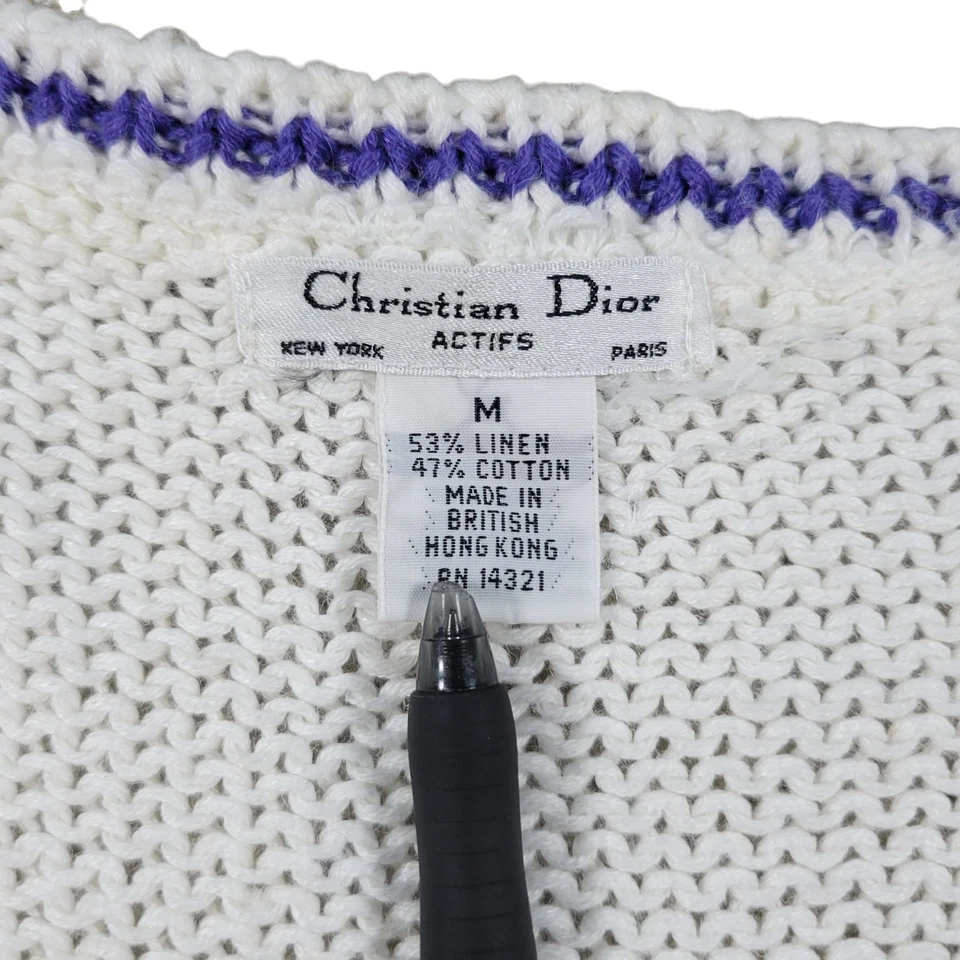 Christian Dior
ACTIFS
NEW YORK PARIS
M
53% LINEN
47% COTTON
MADE IN
BRITISH
HONG KONG
RN 14321